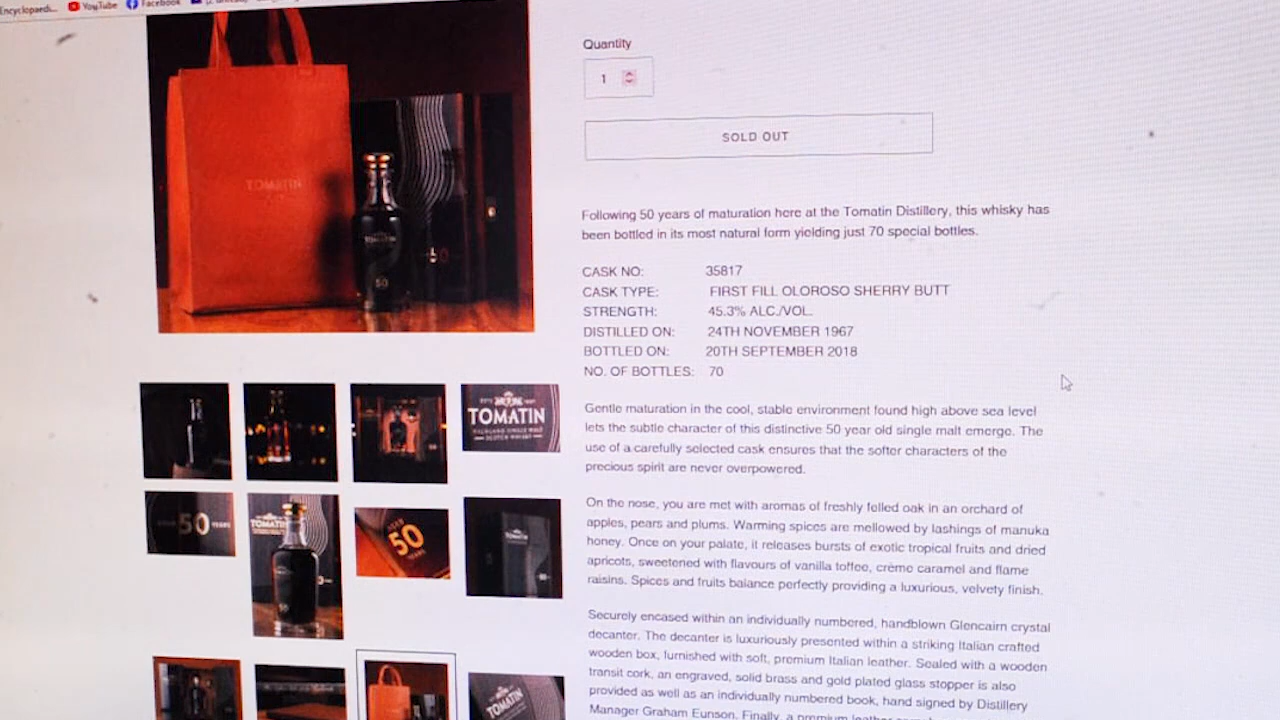 Encyclopaedi... YouTube Facebook
TOMATIN
TOMATIN
50
TOMATIN
HIGHLAND SINGLE MALT
SCOTCH WHISKY
50 YEARS
TOMATIN
50
50
TOMATIN
TOMATIN
Quantity
1
SOLD OUT
Following 50 years of maturation here at the Tomatin Distillery, this whisky has
been bottled in its most natural form yielding just 70 special bottles.
CASK NO: 35817
CASK TYPE: FIRST FILL OLOROSO SHERRY BUTT
STRENGTH: 45.3% ALC./VOL.
DISTILLED ON: 24TH NOVEMBER 1967
BOTTLED ON: 20TH SEPTEMBER 2018
NO. OF BOTTLES: 70
Gentle maturation in the cool, stable environment found high above sea level
lets the subtle character of this distinctive 50 year old single malt emerge. The
use of a carefully selected cask ensures that the softer characters of the
precious spirit are never overpowered.
On the nose, you are met with aromas of freshly felled oak in an orchard of
apples, pears and plums. Warming spices are mellowed by lashings of manuka
honey. Once on your palate, it releases bursts of exotic tropical fruits and dried
apricots, sweetened with flavours of vanilla toffee, crème caramel and flame
raisins. Spices and fruits balance perfectly providing a luxurious, velvety finish.
Securely encased within an individually numbered, handblown Glencairn crystal
decanter. The decanter is luxuriously presented within a striking Italian crafted
wooden box, furnished with soft, premium Italian leather. Sealed with a wooden
transit cork, an engraved, solid brass and gold plated glass stopper is also
provided as well as an individually numbered book, hand signed by Distillery
Manager Graham Eunson. Finally, a premium leather